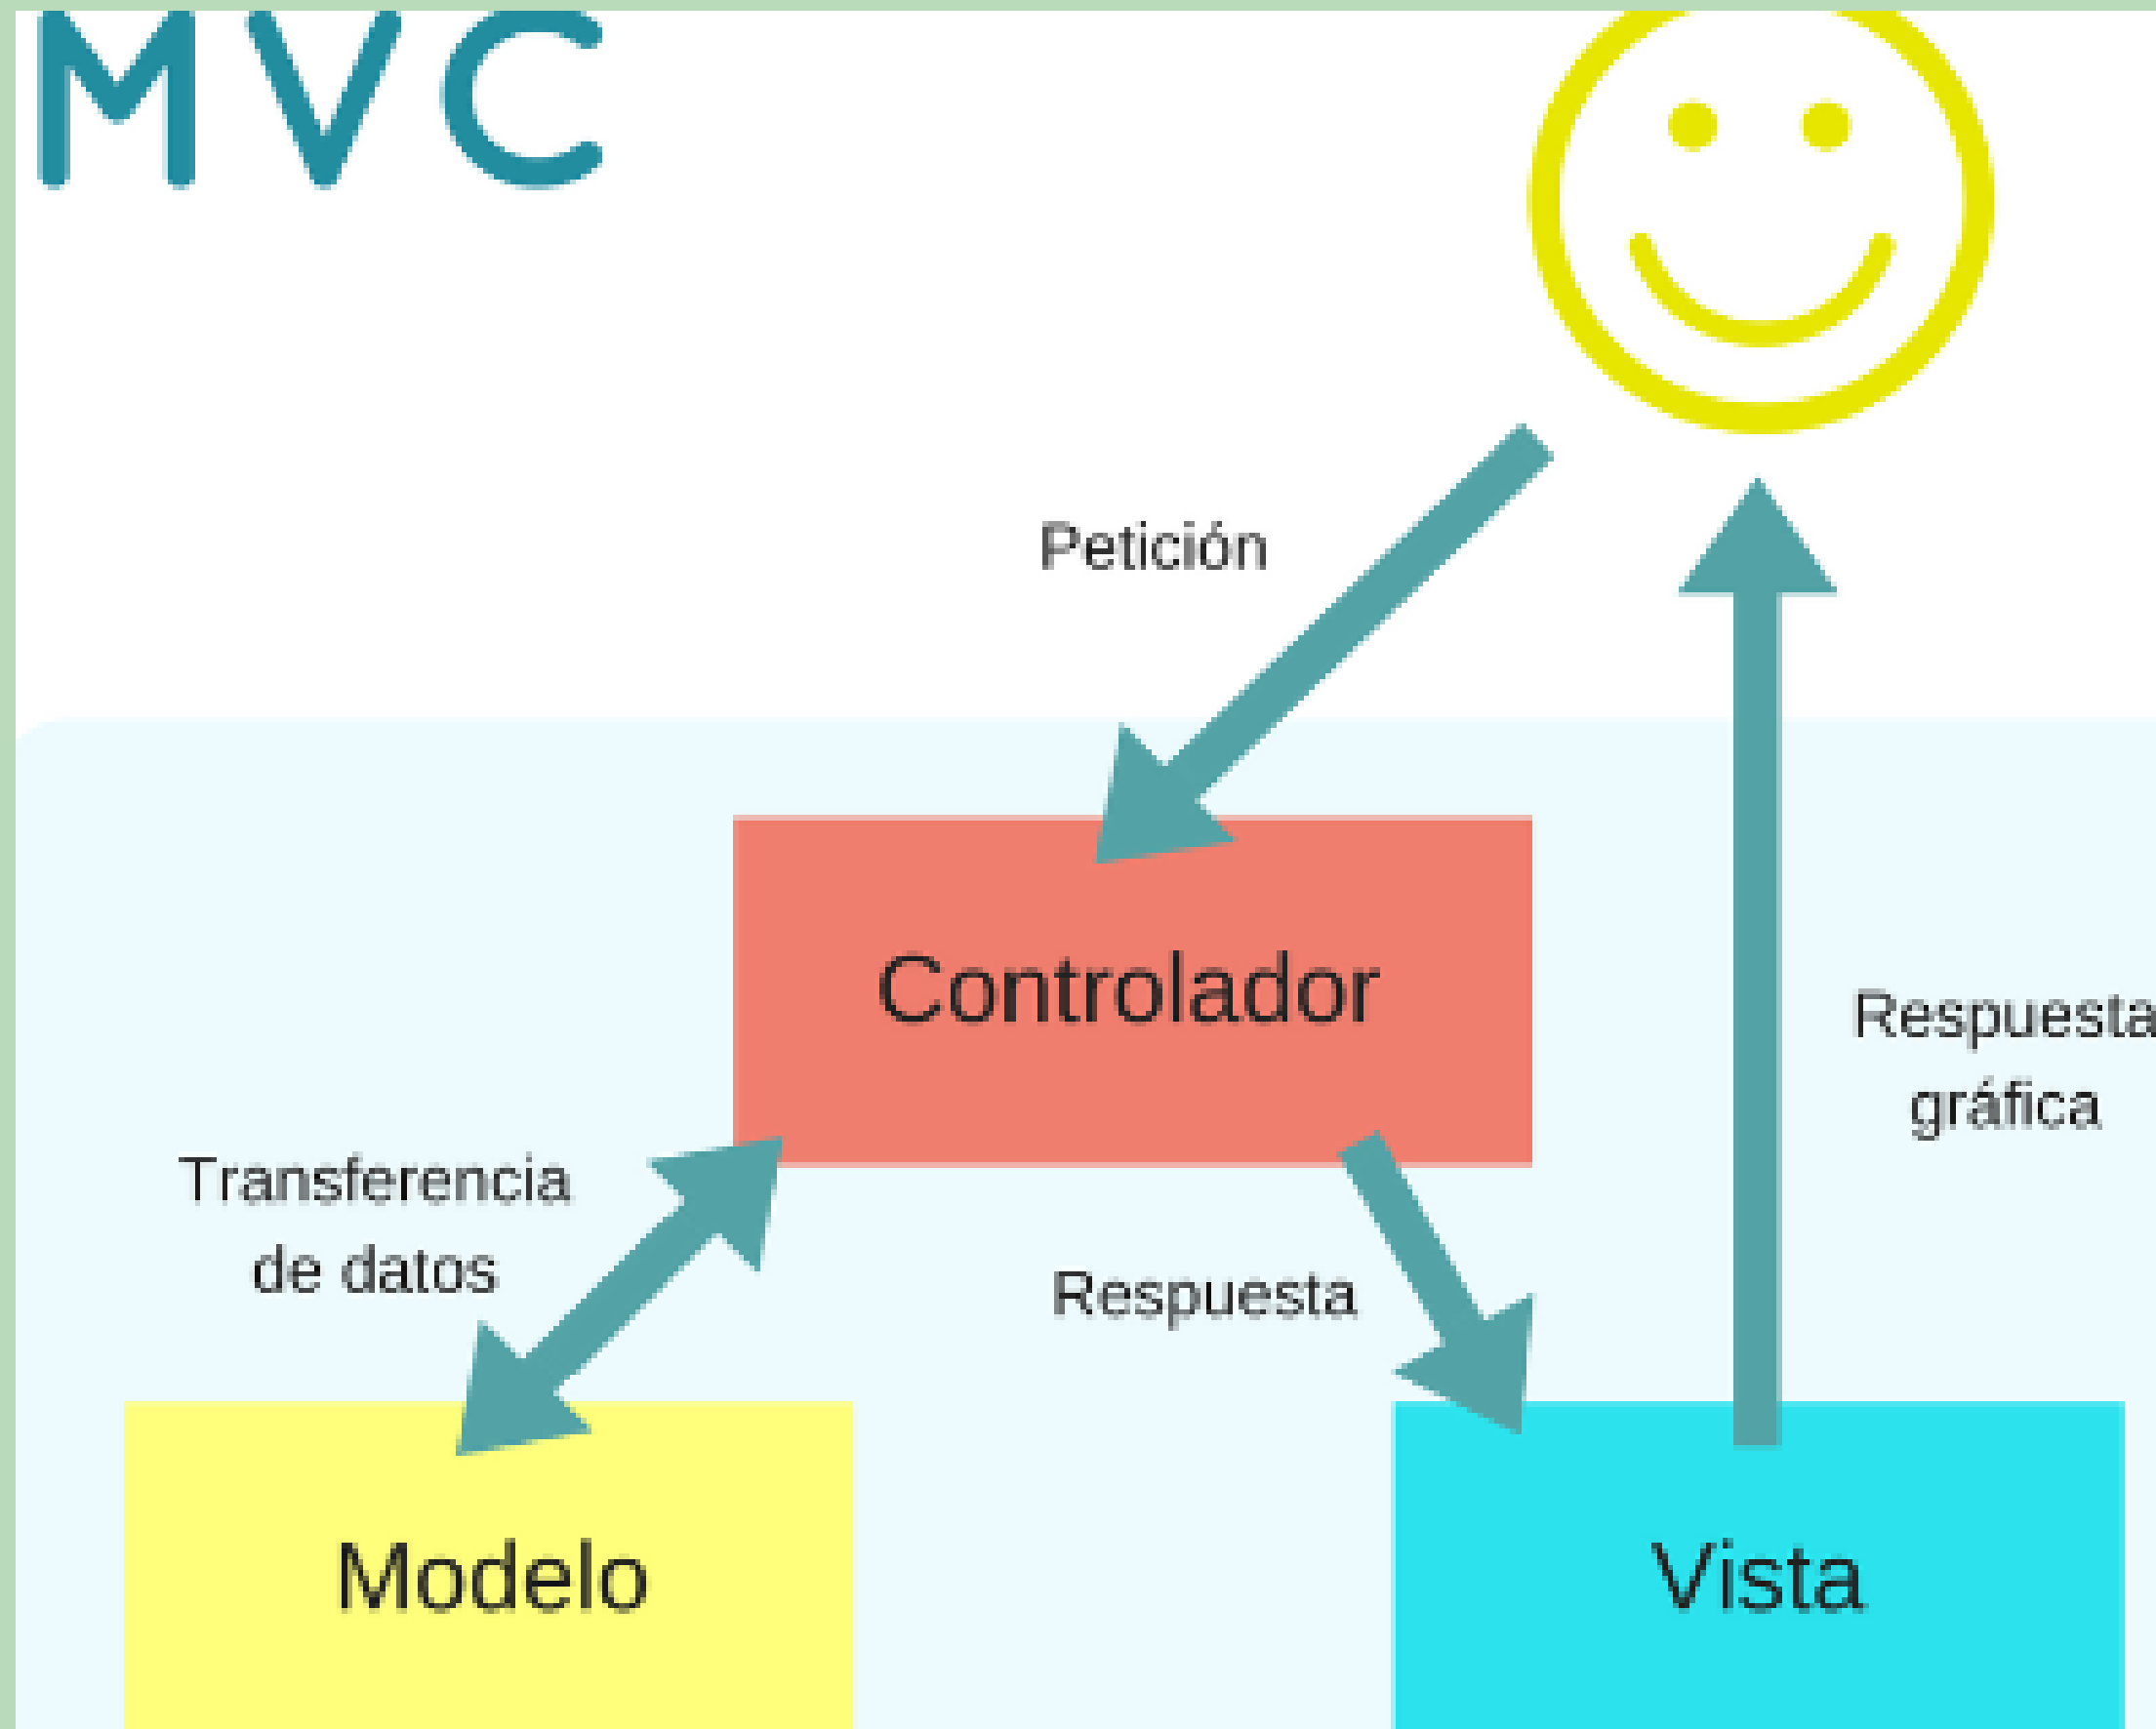 MVC
Petición
Controlador
Respuesta
gráfica
Transferencia
de datos
Respuesta
Modelo
Vista